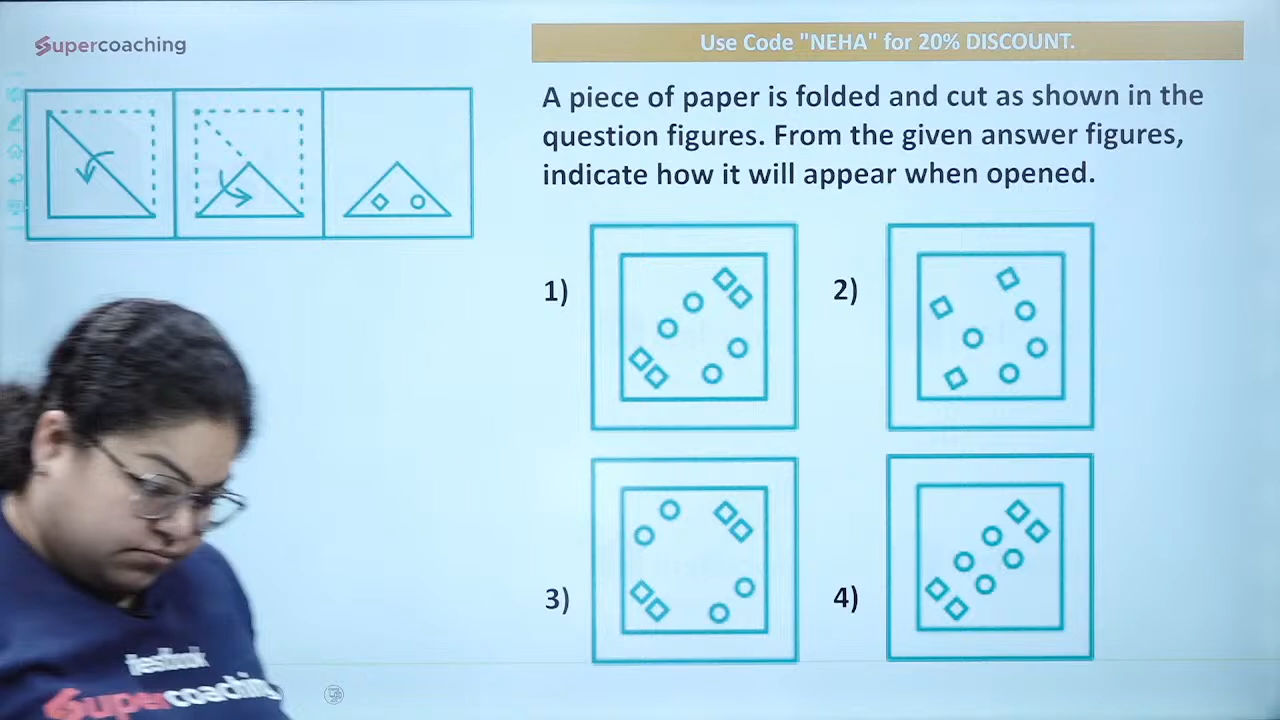 Supercoaching
Use Code "NEHA" for 20% DISCOUNT.
A piece of paper is folded and cut as shown in the
question figures. From the given answer figures,
indicate how it will appear when opened.
1)
2)
3)
4)
testbook
Supercoaching